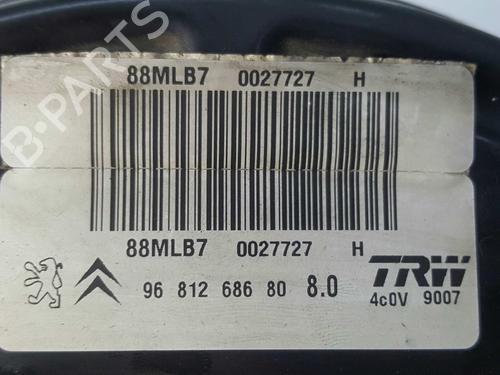 88MLB7 0027727 H
88MLB7 0027727 H
96 812 686 80 8.0
TRW
4c0V 9007
B-PARTS